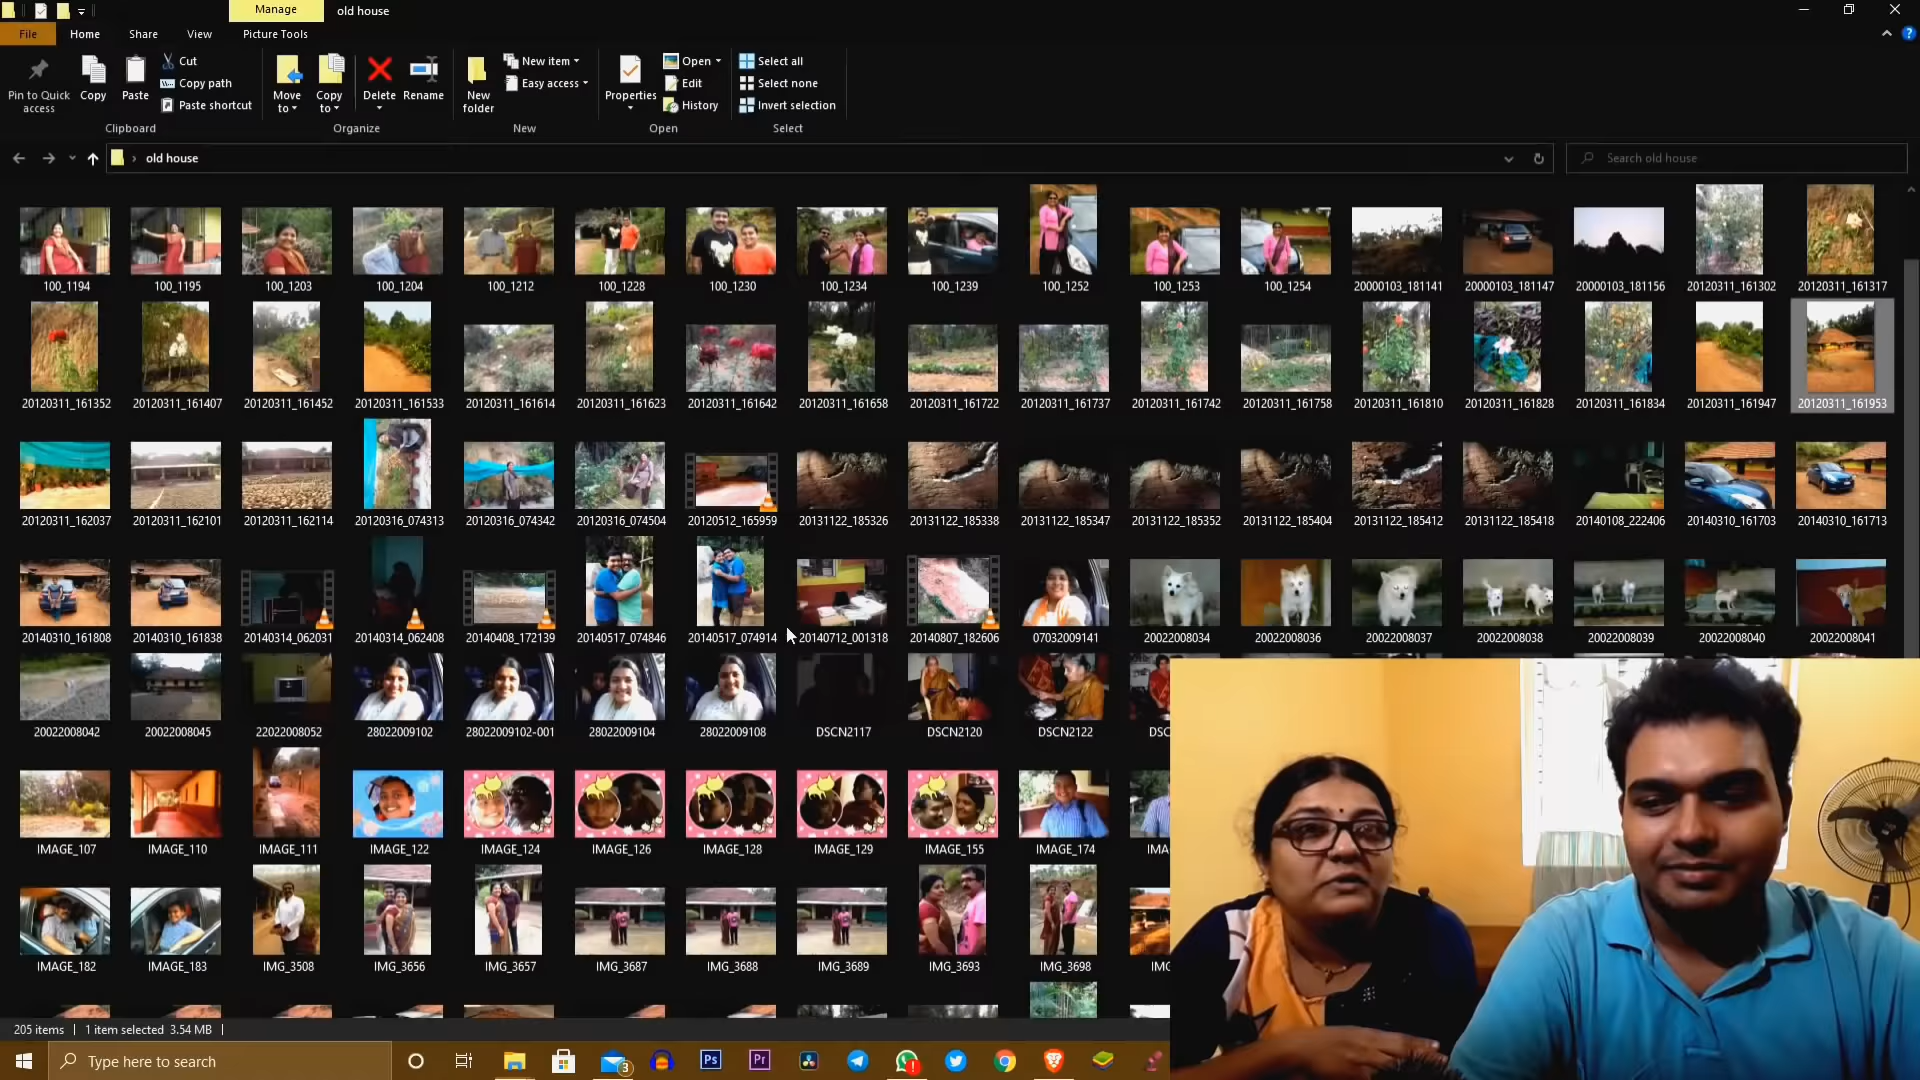 Manage
old house
File
Home
Share
View
Picture Tools
Pin to Quick access
Copy
Paste
Cut
Copy path
Paste shortcut
Clipboard
Move to
Copy to
Delete
Rename
Organize
New folder
New item
Easy access
New
Properties
Open
Edit
History
Open
Select all
Select none
Invert selection
Select
old house
Search old house
100_1194 100_1195 100_1203 100_1204 100_1212 100_1228 100_1230 100_1234 100_1239 100_1252 100_1253 100_1254 20000103_181141 20000103_181147 20000103_181156 20120311_161302 20120311_161317
20120311_161352 20120311_161407 20120311_161452 20120311_161533 20120311_161614 20120311_161623 20120311_161642 20120311_161658 20120311_161722 20120311_161737 20120311_161742 20120311_161758 20120311_161810 20120311_161828 20120311_161834 20120311_161947 20120311_161953
20120311_162037 20120311_162101 20120311_162114 20120316_074313 20120316_074342 20120316_074504 20120512_165959 20131122_185326 20131122_185338 20131122_185347 20131122_185352 20131122_185404 20131122_185412 20131122_185418 20140108_222406 20140310_161703 20140310_161713
20140310_161808 20140310_161838 20140314_062031 20140314_062408 20140408_172139 20140517_074846 20140517_074914 20140712_001318 20140807_182606 07032009141 20022008034 20022008036 20022008037 20022008038 20022008039 20022008040 20022008041
20022008042 20022008045 22022008052 28022009102 28022009102-001 28022009104 28022009108 DSCN2117 DSCN2120 DSCN2122 DSC
IMAGE_107 IMAGE_110 IMAGE_111 IMAGE_122 IMAGE_124 IMAGE_126 IMAGE_128 IMAGE_129 IMAGE_155 IMAGE_174 IMA
IMAGE_182 IMAGE_183 IMG_3508 IMG_3656 IMG_3657 IMG_3687 IMG_3688 IMG_3689 IMG_3693 IMG_3698 IMG
205 items 1 item selected 3.54 MB
Type here to search
3
Ps
Pr